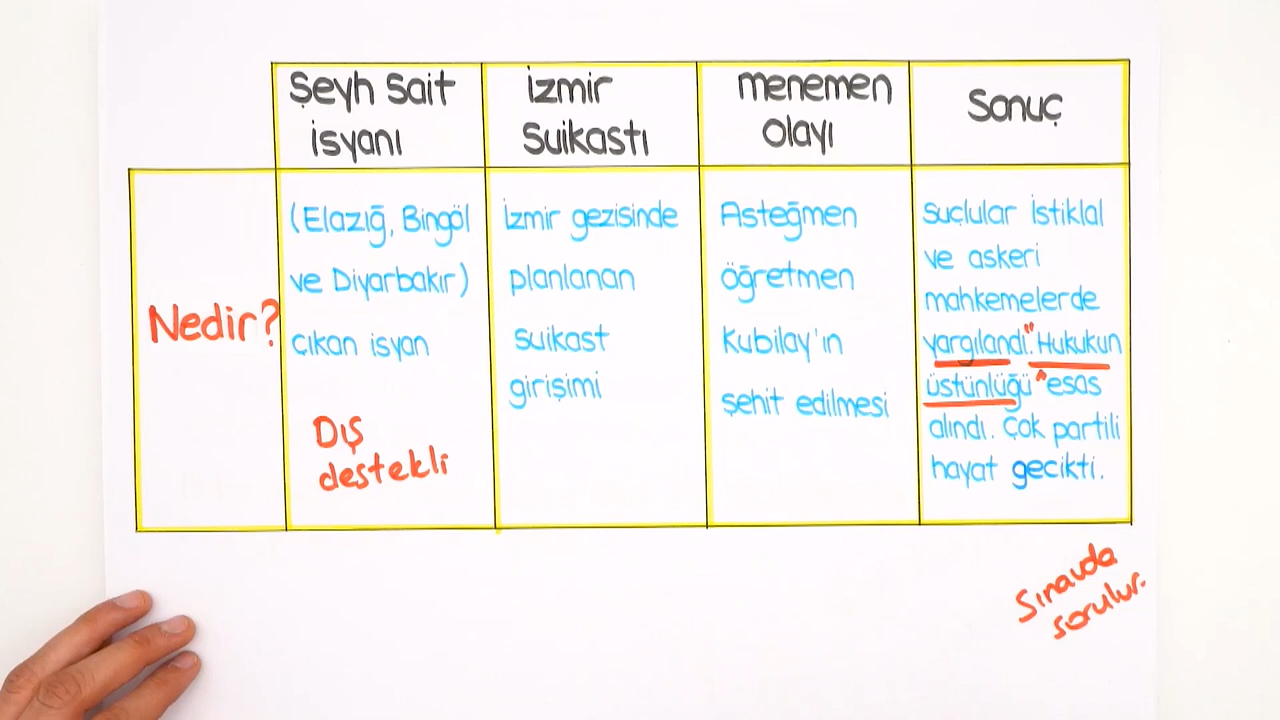 Şeyh Sait
isyanı
İzmir
Suikastı
menemen
olayı
Sonuç
Nedir?
(Elazığ, Bingöl
ve Diyarbakır)
çıkan isyan
Dış
destekli
İzmir gezisinde
planlanan
suikast
girişimi
Asteğmen
öğretmen
Kubilay'ın
şehit edilmesi
suçlular İstiklal
ve askeri
mahkemelerde
yargılandı. "Hukukun
üstünlüğü" esas
alındı. Çok partili
hayat gecikti.
Sınavda
sorulur.